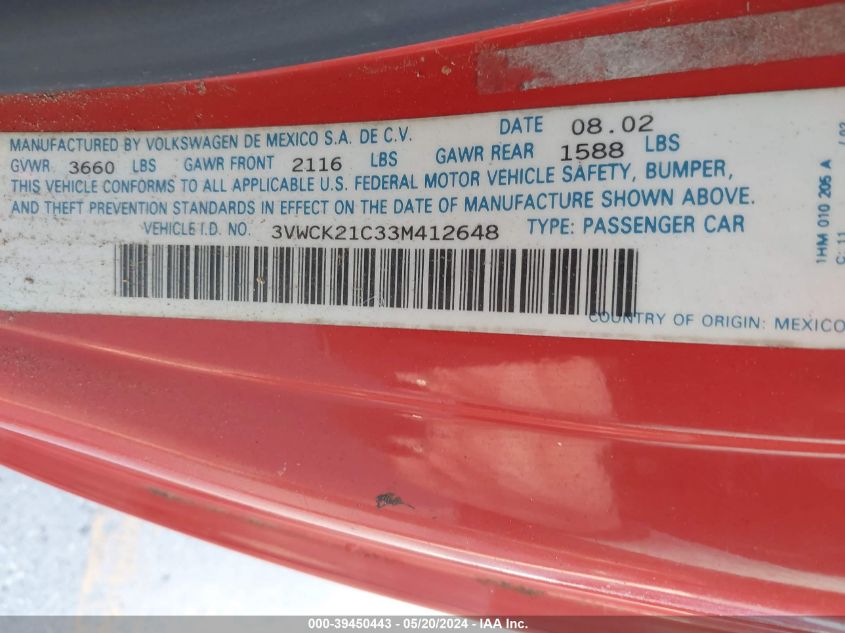 MANUFACTURED BY VOLKSWAGEN DE MEXICO S.A. DE C.V. DATE 08.02
GVWR 3660 LBS GAWR FRONT 2116 LBS GAWR REAR 1588 LBS
THIS VEHICLE CONFORMS TO ALL APPLICABLE U.S. FEDERAL MOTOR VEHICLE SAFETY, BUMPER,
AND THEFT PREVENTION STANDARDS IN EFFECT ON THE DATE OF MANUFACTURE SHOWN ABOVE.
VEHICLE I.D. NO. 3VWCK21C33M412648 TYPE: PASSENGER CAR
COUNTRY OF ORIGIN: MEXICO
1HM 010 205 A
000-39450443 - 05/20/2024 - IAAI.com